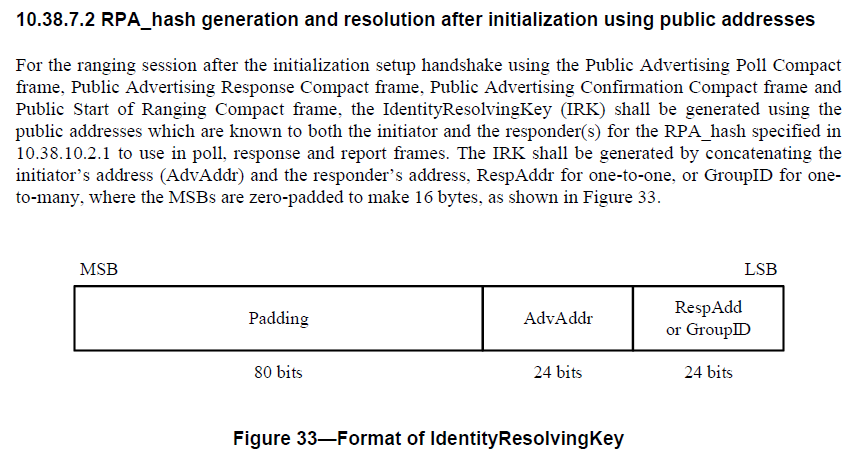 10.38.7.2 RPA_hash generation and resolution after initialization using public addresses
For the ranging session after the initialization setup handshake using the Public Advertising Poll Compact
frame, Public Advertising Response Compact frame, Public Advertising Confirmation Compact frame and
Public Start of Ranging Compact frame, the IdentityResolvingKey (IRK) shall be generated using the
public addresses which are known to both the initiator and the responder(s) for the RPA_hash specified in
10.38.10.2.1 to use in poll, response and report frames. The IRK shall be generated by concatenating the
initiator's address (AdvAddr) and the responder's address, RespAddr for one-to-one, or GroupID for one-
to-many, where the MSBs are zero-padded to make 16 bytes, as shown in Figure 33.
MSB LSB
Padding AdvAddr RespAdd
or GroupID
80 bits 24 bits 24 bits
Figure 33—Format of IdentityResolvingKey